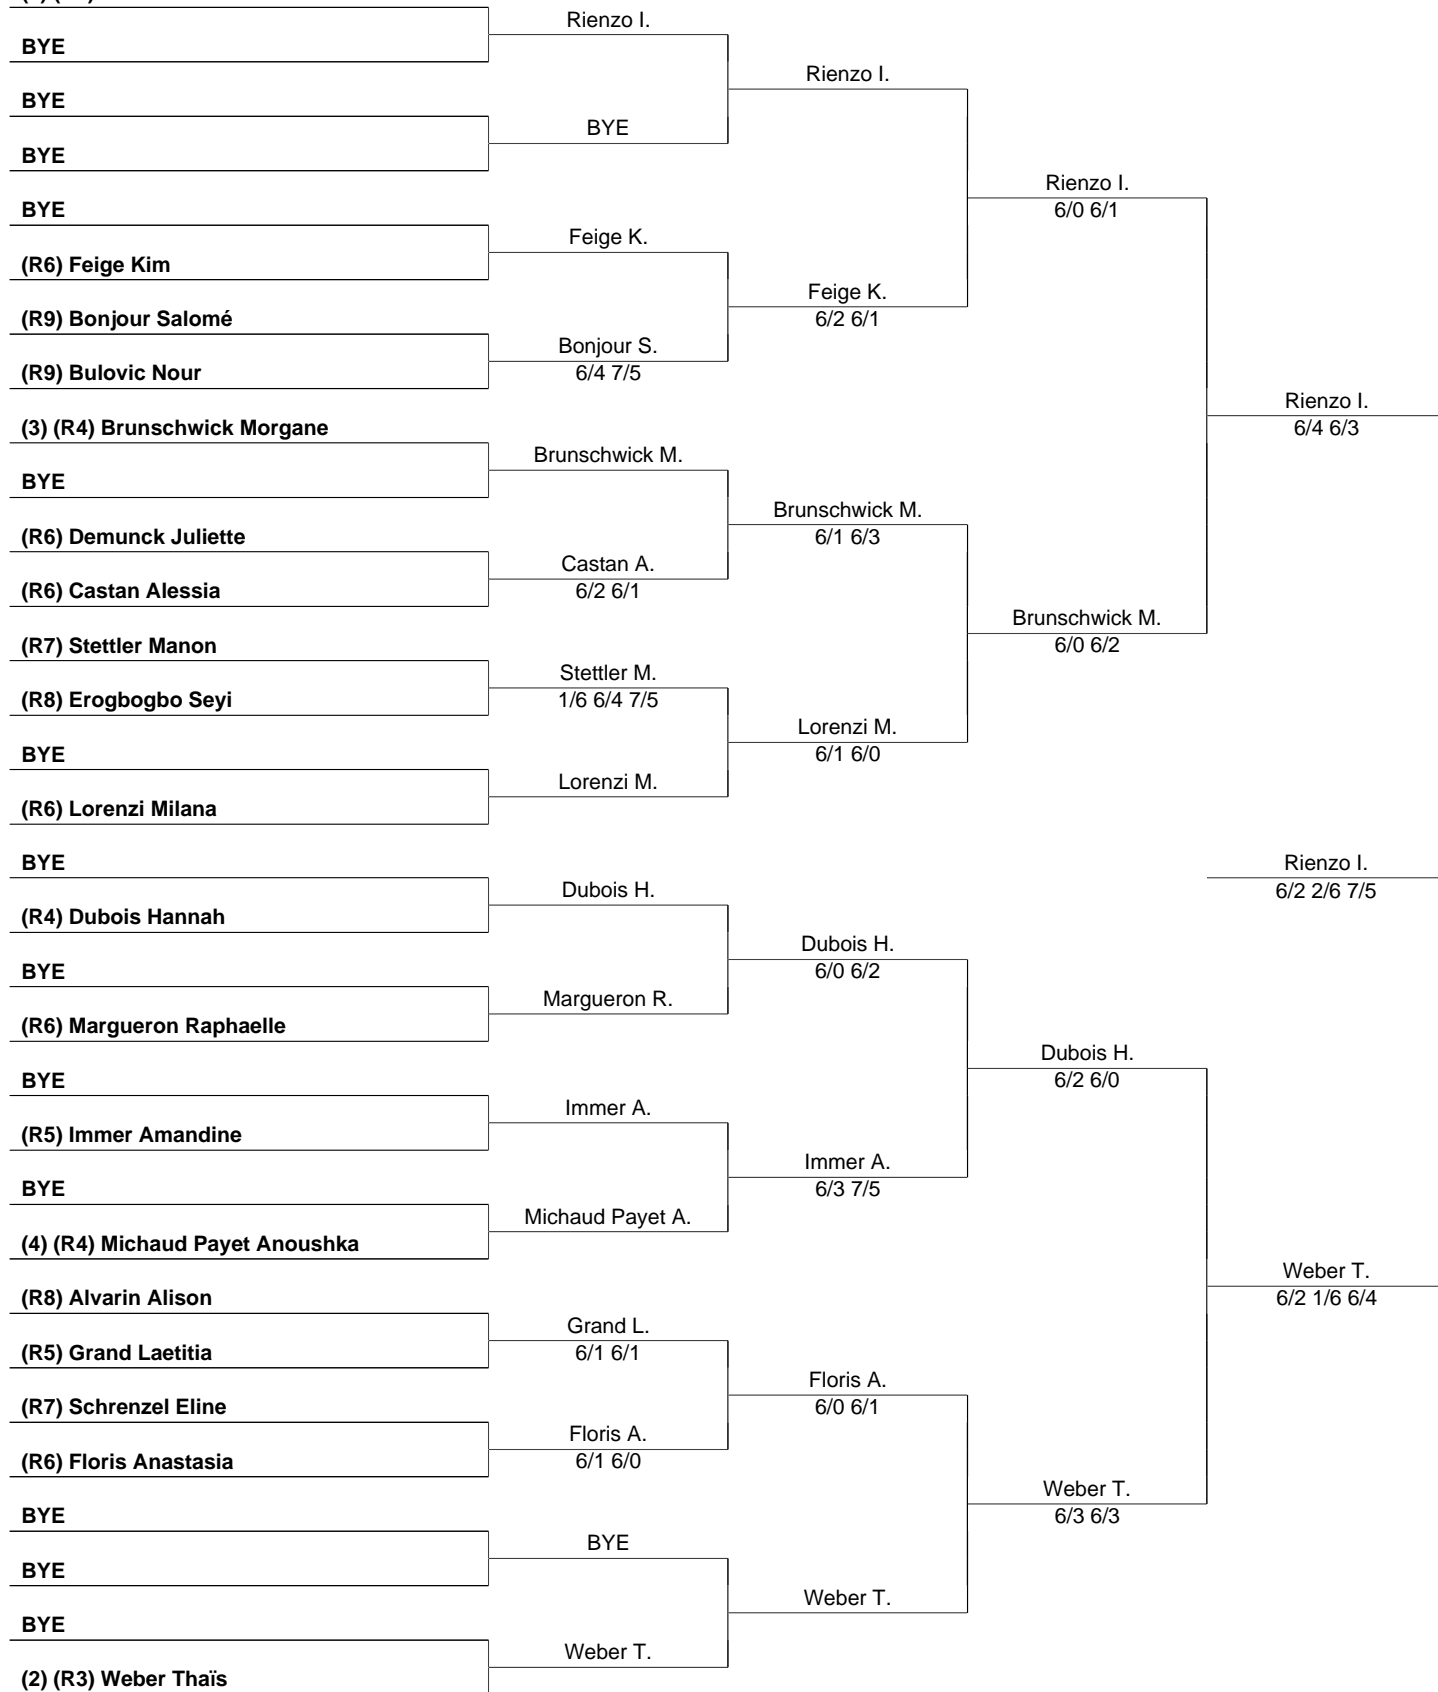 BYE
BYE
BYE
BYE
(R6) Feige Kim
(R9) Bonjour Salomé
(R9) Bulovic Nour
(3) (R4) Brunschwick Morgane
BYE
(R6) Demunck Juliette
(R6) Castan Alessia
(R7) Stettler Manon
(R8) Erogbogbo Seyi
BYE
(R6) Lorenzi Milana
BYE
(R4) Dubois Hannah
BYE
(R6) Margueron Raphaelle
BYE
(R5) Immer Amandine
BYE
(4) (R4) Michaud Payet Anoushka
(R8) Alvarin Alison
(R5) Grand Laetitia
(R7) Schrenzel Eline
(R6) Floris Anastasia
BYE
BYE
BYE
(2) (R3) Weber Thaïs
Rienzo I.
BYE
Feige K.
Bonjour S.
6/4 7/5
Brunschwick M.
Castan A.
6/2 6/1
Stettler M.
1/6 6/4 7/5
Lorenzi M.
Dubois H.
Margueron R.
Immer A.
Michaud Payet A.
Grand L.
6/1 6/1
Floris A.
6/1 6/0
BYE
Weber T.
Rienzo I.
Feige K.
6/2 6/1
Brunschwick M.
6/1 6/3
Lorenzi M.
6/1 6/0
Dubois H.
6/0 6/2
Immer A.
6/3 7/5
Floris A.
6/0 6/1
Weber T.
Rienzo I.
6/0 6/1
Brunschwick M.
6/0 6/2
Dubois H.
6/2 6/0
Weber T.
6/3 6/3
Rienzo I.
6/4 6/3
Rienzo I.
6/2 2/6 7/5
Weber T.
6/2 1/6 6/4